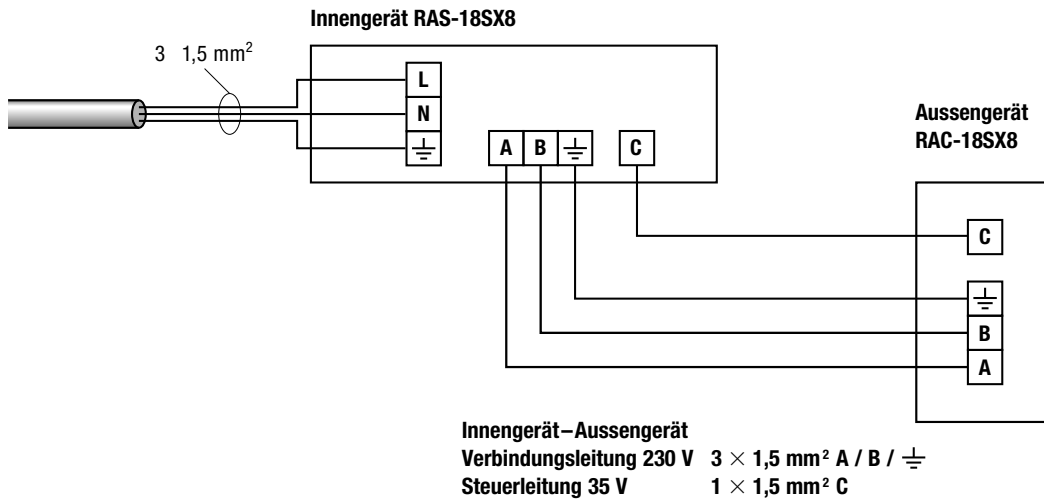 Innengerät RAS-18SX8
3 1,5 mm²
L
N
A B C
Aussengerät
RAC-18SX8
C
B
A
Innengerät–Aussengerät
Verbindungsleitung 230 V 3 × 1,5 mm² A / B / ⏚
Steuerleitung 35 V 1 × 1,5 mm² C